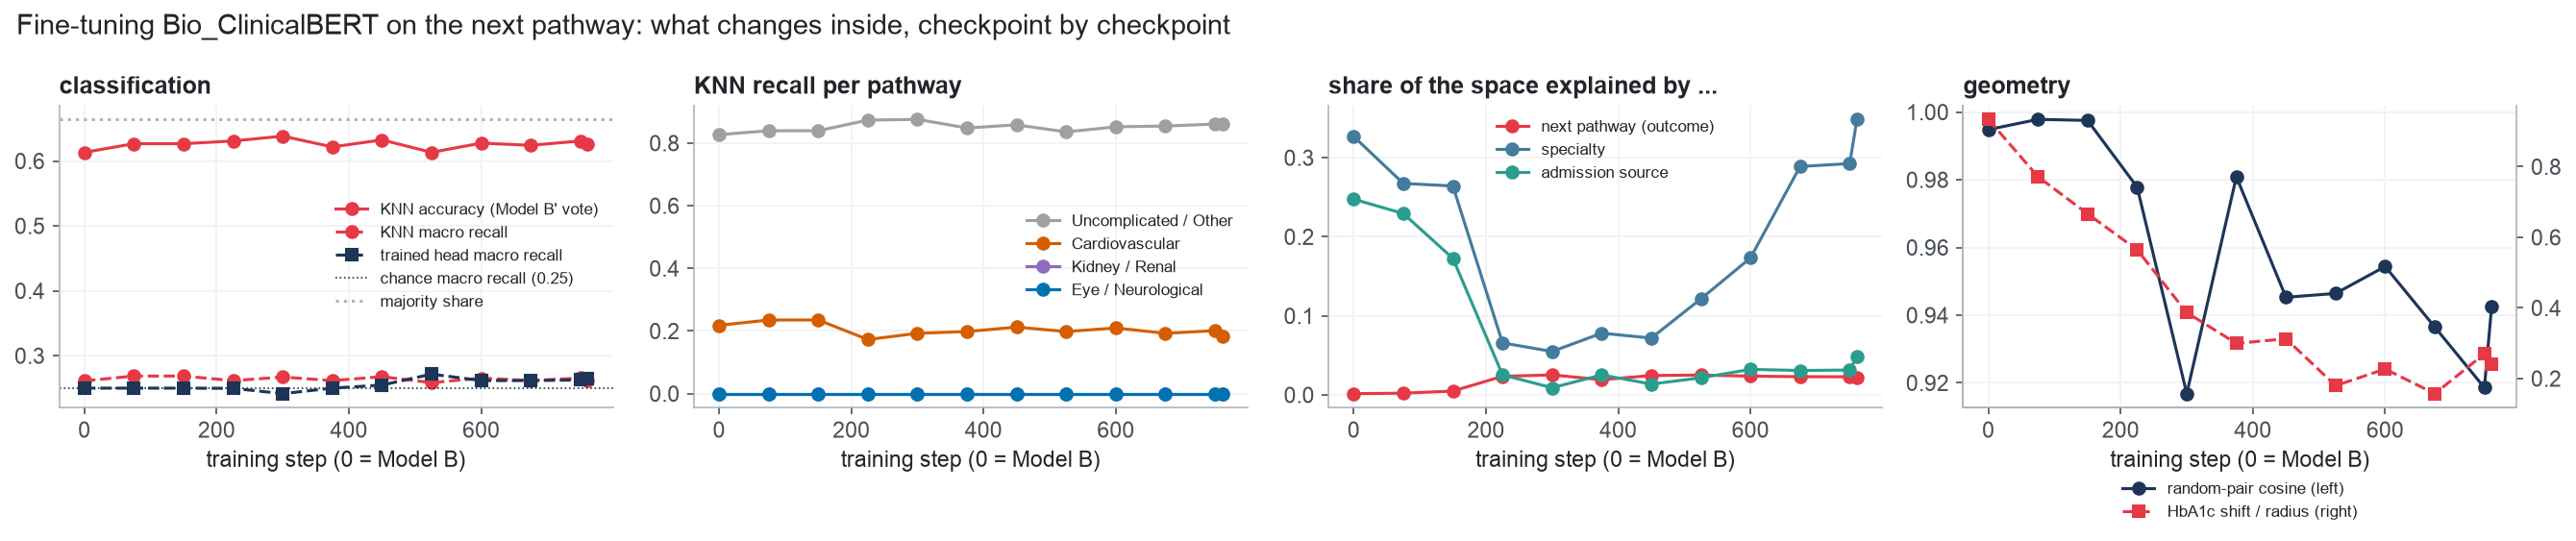 Fine-tuning Bio_ClinicalBERT on the next pathway: what changes inside, checkpoint by checkpoint
classification
0.6
0.5
0.4
0.3
KNN accuracy (Model B' vote)
KNN macro recall
trained head macro recall
chance macro recall (0.25)
majority share
0 200 400 600
training step (0 = Model B)
KNN recall per pathway
0.8
0.6
0.4
0.2
0.0
Uncomplicated / Other
Cardiovascular
Kidney / Renal
Eye / Neurological
0 200 400 600
training step (0 = Model B)
share of the space explained by ...
0.3
0.2
0.1
0.0
next pathway (outcome)
specialty
admission source
0 200 400 600
training step (0 = Model B)
geometry
1.00
0.98
0.96
0.94
0.92
0.8
0.6
0.4
0.2
0 200 400 600
training step (0 = Model B)
random-pair cosine (left)
HbA1c shift / radius (right)